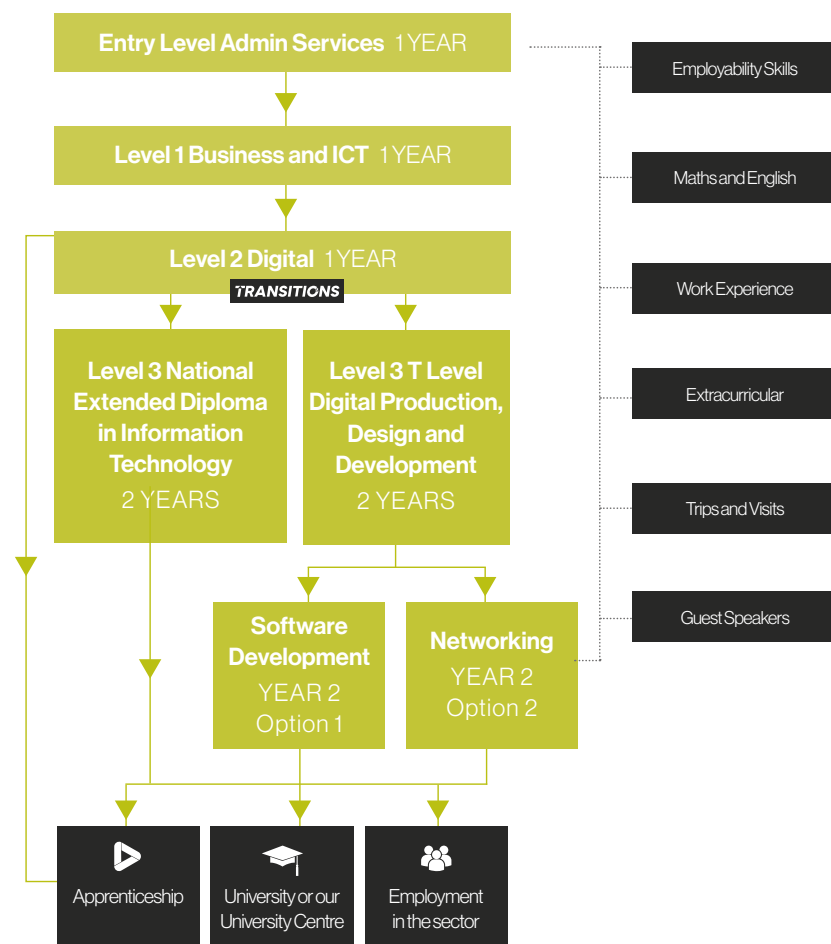 Entry Level Admin Services 1 YEAR
Employability Skills
Level 1 Business and ICT 1 YEAR
Maths and English
Level 2 Digital 1 YEAR
TRANSITIONS
Work Experience
Level 3 National
Extended Diploma
in Information
Technology
2 YEARS
Level 3 T Level
Digital Production,
Design and
Development
2 YEARS
Extracurricular
Trips and Visits
Software
Development
YEAR 2
Option 1
Networking
YEAR 2
Option 2
Guest Speakers
Apprenticeship
University or our
University Centre
Employment
in the sector